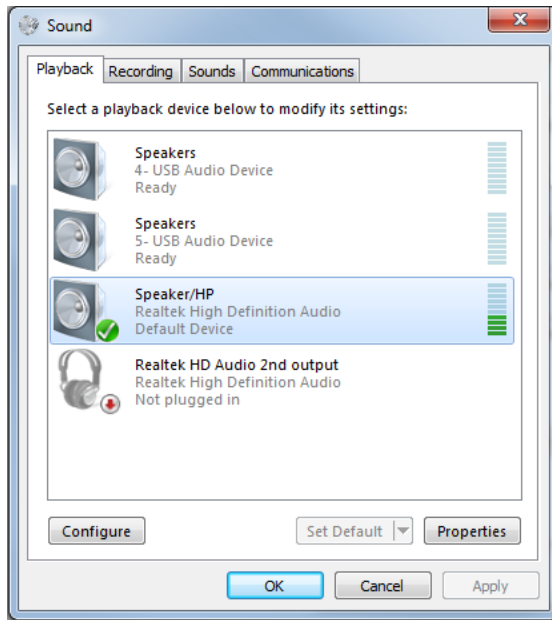 Sound
Playback Recording Sounds Communications
Select a playback device below to modify its settings:
Speakers
4- USB Audio Device
Ready
Speakers
5- USB Audio Device
Ready
Speaker/HP
Realtek High Definition Audio
Default Device
Realtek HD Audio 2nd output
Realtek High Definition Audio
Not plugged in
Configure Set Default Properties
OK Cancel Apply